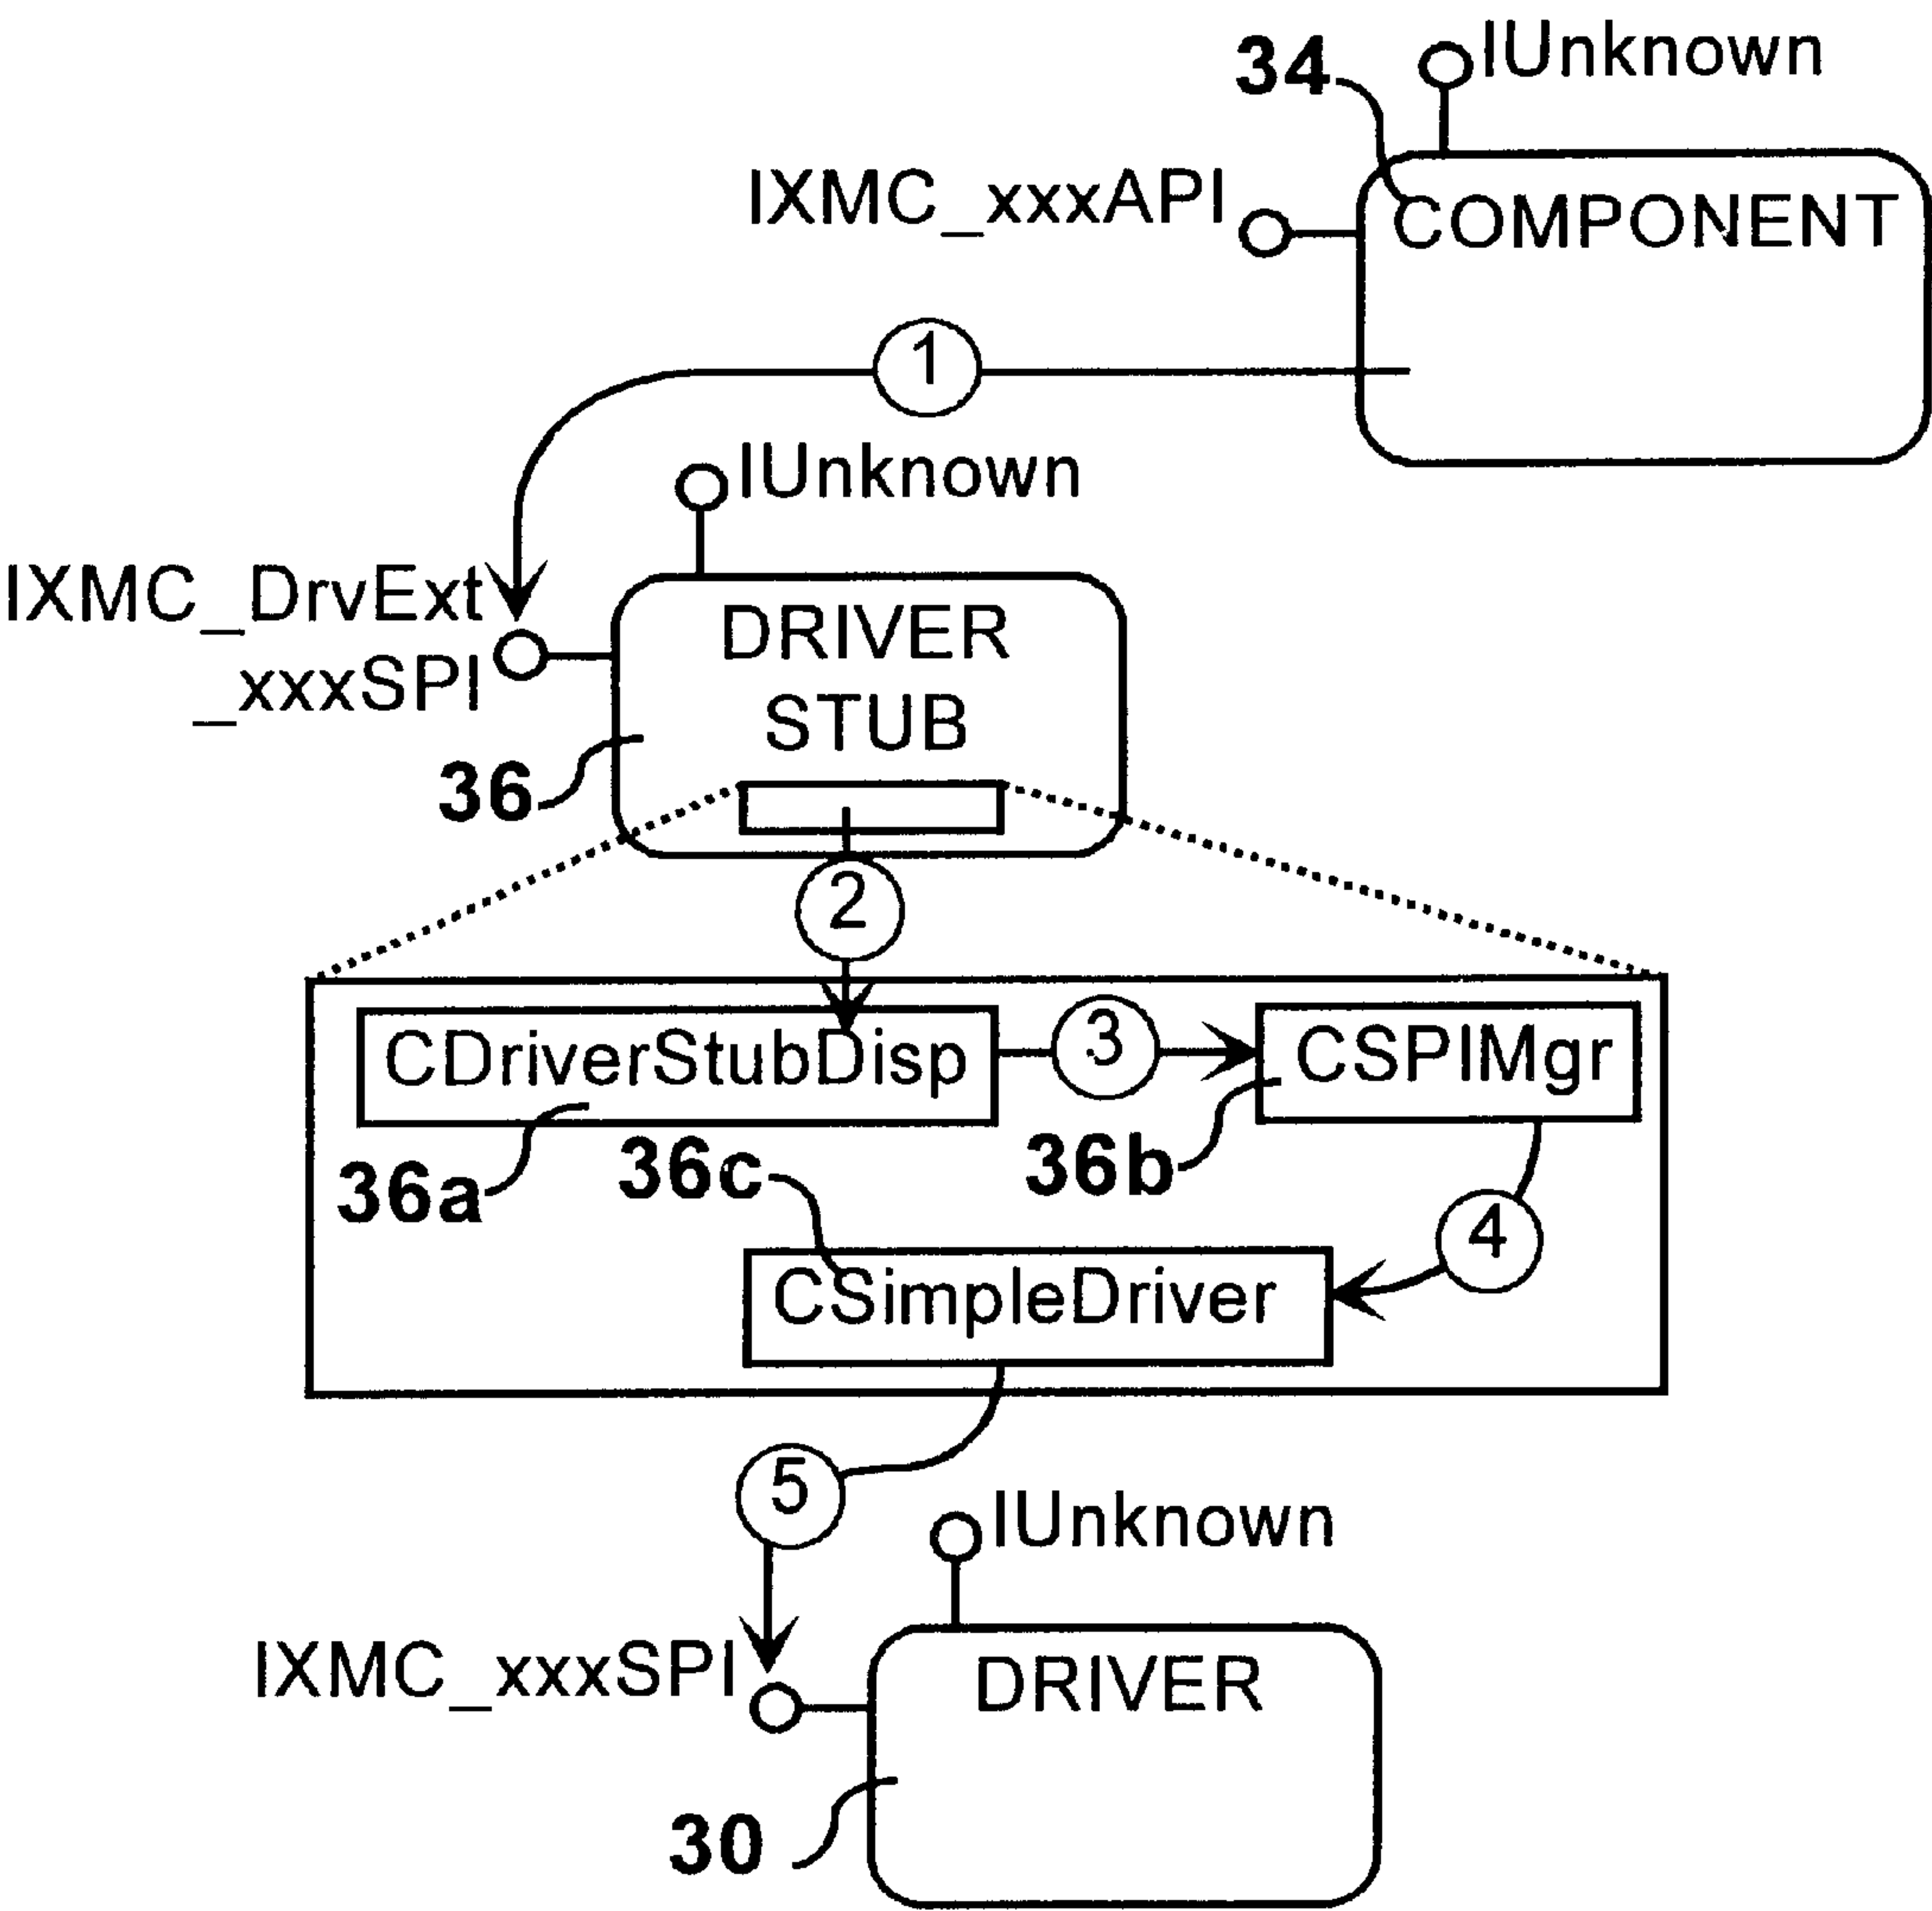 34
IUnknown
IXMC_xxxAPI
COMPONENT
1
IUnknown
IXMC_DrvExt
_xxxSPI
DRIVER
STUB
36
2
CDriverStubDisp
3
CSPIMgr
36a
36c
36b
4
CSimpleDriver
5
IUnknown
IXMC_xxxSPI
DRIVER
30